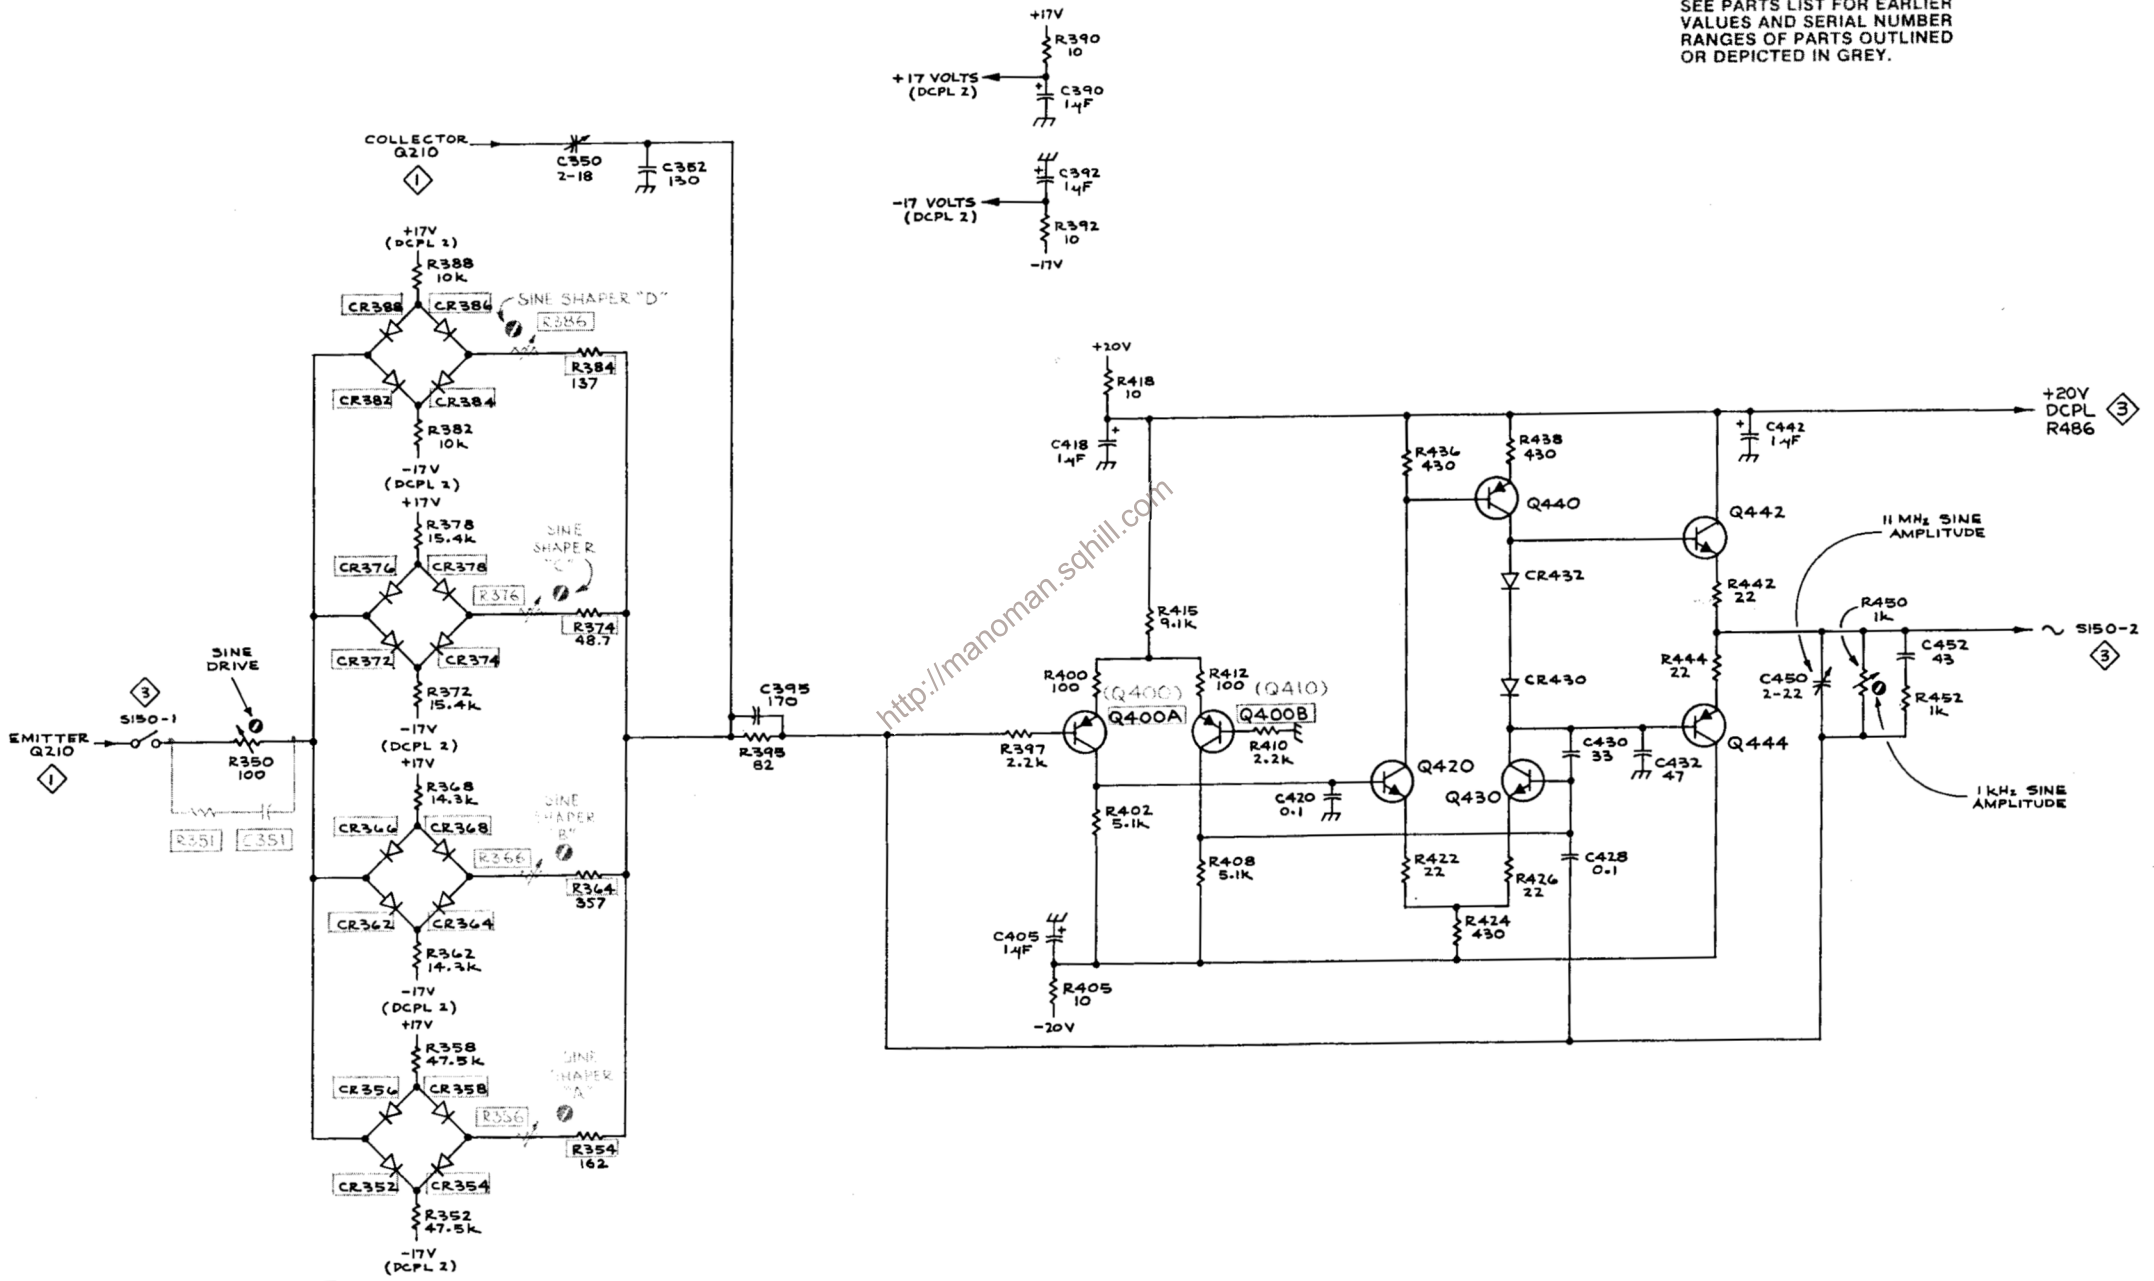 SEE PARTS LIST FOR EARLIER
VALUES AND SERIAL NUMBER
RANGES OF PARTS OUTLINED
OR DEPICTED IN GREY.
+17V
R390
10
+17 VOLTS
(DCPL 2)
C390
1µF
C392
1µF
-17 VOLTS
(DCPL 2)
R392
10
-17V
COLLECTOR
Q210
1
C350
2-18
C352
130
+17V
(DCPL 2)
R388
10K
CR388
CR386
SINE SHAPER "D"
R386
R384
137
CR382
CR384
R382
10K
-17V
(DCPL 2)
+17V
R378
15.4K
CR376
CR378
SINE
SHAPER
"C"
R376
R374
48.7
CR372
CR374
R372
15.4K
-17V
(DCPL 2)
+17V
SINE
DRIVE
3
S150-1
EMITTER
Q210
1
R350
100
R351
C351
R368
14.3K
CR366
CR368
SINE
SHAPER
"B"
R366
R364
357
CR362
CR364
R362
14.3K
-17V
(DCPL 2)
+17V
R358
47.5K
CR356
CR358
SINE
SHAPER
"A"
R356
R354
162
CR352
CR354
R352
47.5K
-17V
(DCPL 2)
C395
170
R395
82
http://manoman.sqhill.com
+20V
R418
10
C418
1µF
R415
9.1K
R400
100
(Q400)
Q400A
R412
100
(Q410)
Q400B
R410
2.2K
R397
2.2K
R402
5.1K
R408
5.1K
C405
1µF
R405
10
-20V
C420
0.1
R436
430
R438
430
Q440
CR432
CR430
Q420
Q430
C430
33
C432
47
R422
22
R426
22
C428
0.1
R424
430
C442
1µF
+20V
DCPL
R486
3
Q442
R442
22
R444
22
Q444
11 MHz SINE
AMPLITUDE
R450
1K
C450
2-22
C452
43
R452
1K
∼ S150-2
3
1 KHz SINE
AMPLITUDE